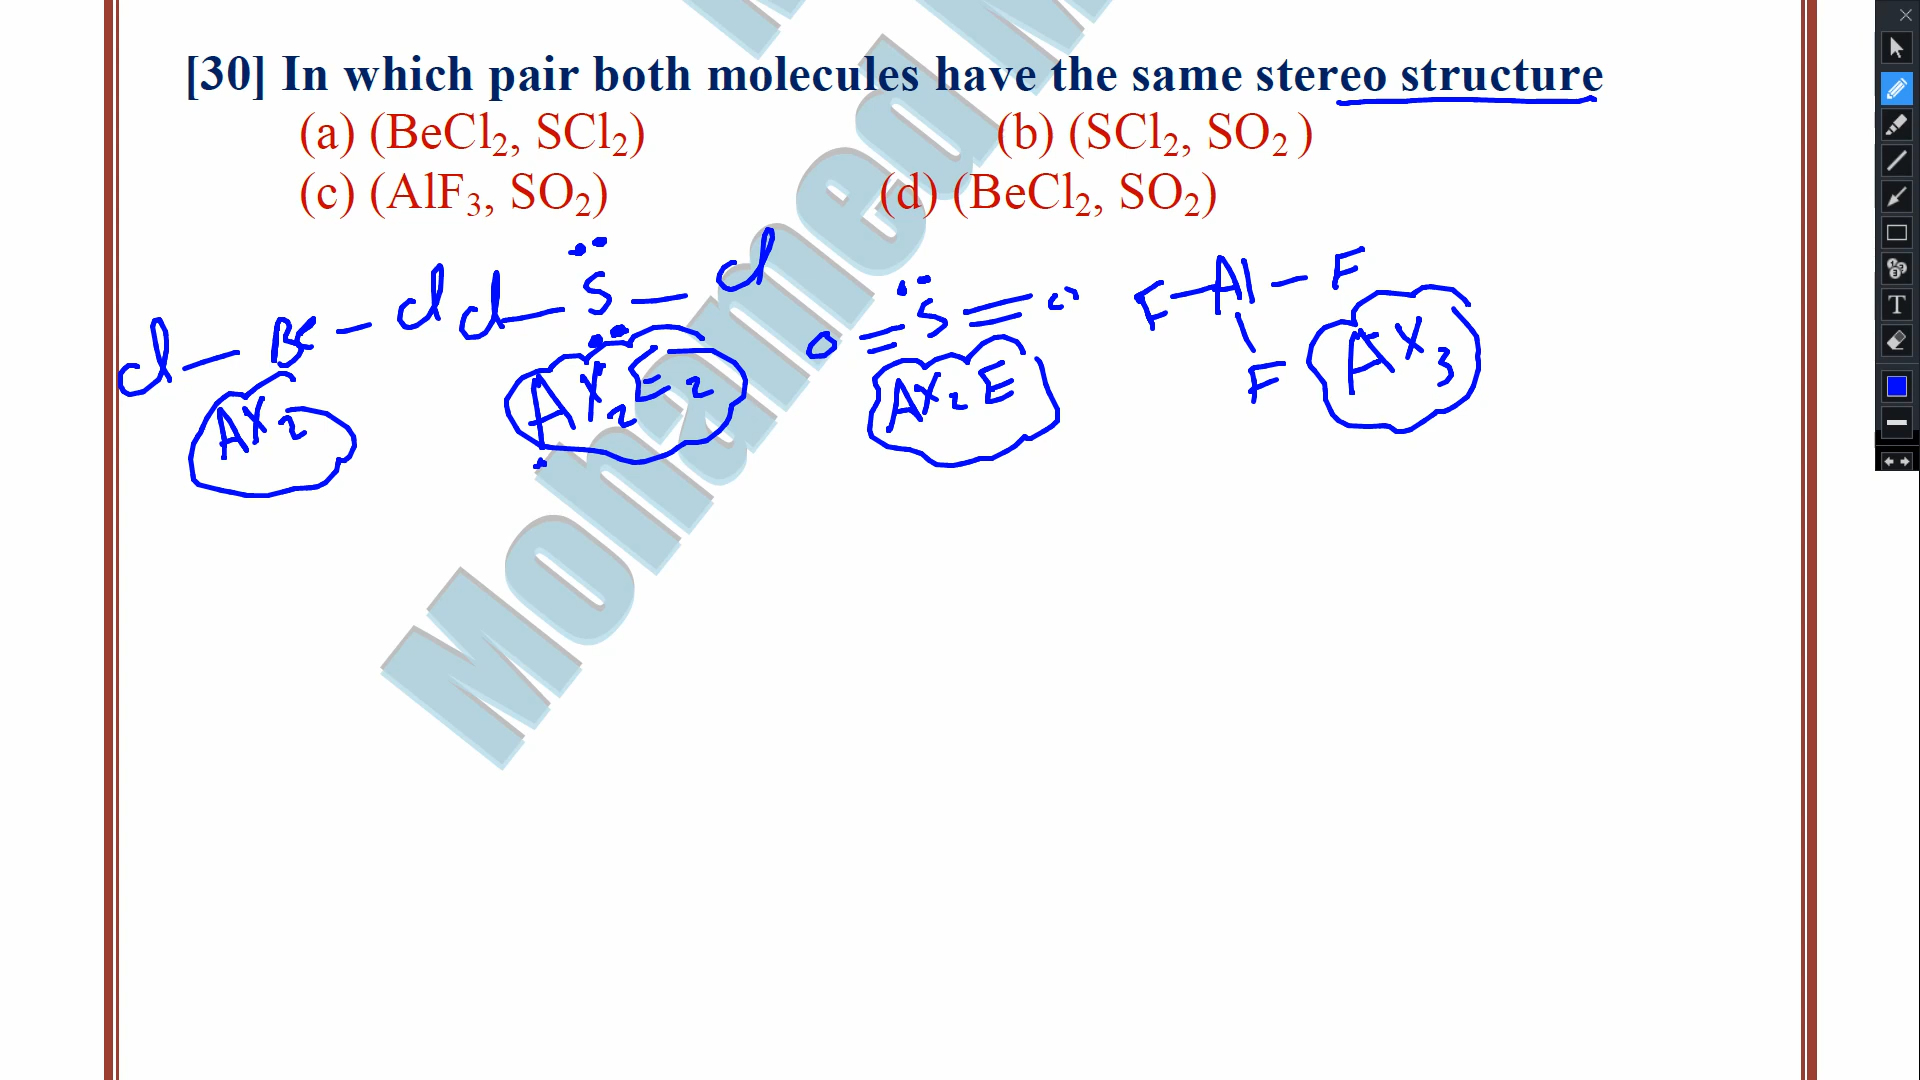 [30] In which pair both molecules have the same stereo structure
(a) (BeCl₂, SCl₂) (b) (SCl₂, SO₂ )
(c) (AlF₃, SO₂) (d) (BeCl₂, SO₂)
Cl — Be — Cl Cl — S — Cl O = S = O F — Al — F
F
AX₂ AX₂E₂ AX₂E AX₃
Mohamed M
T